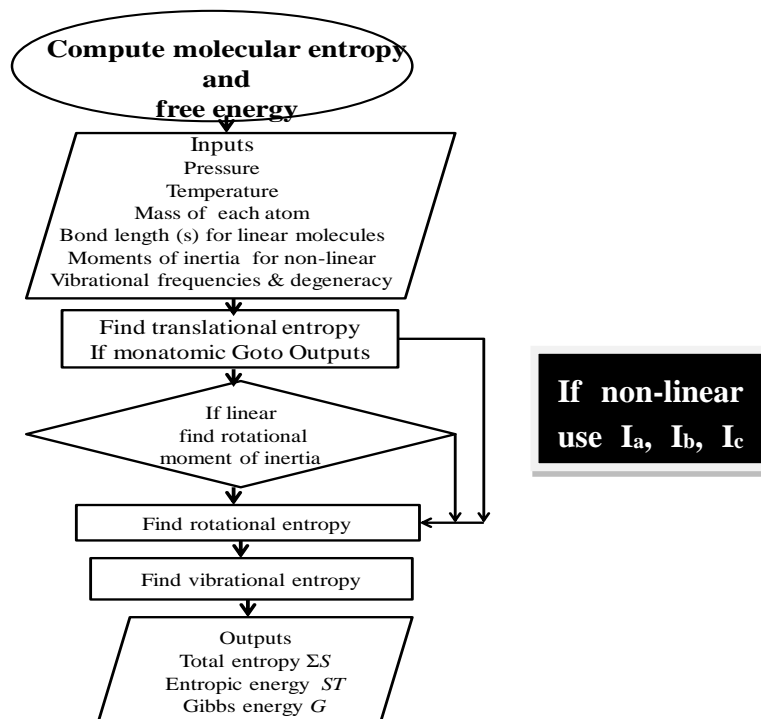 Compute molecular entropy
and
free energy
Inputs
Pressure
Temperature
Mass of each atom
Bond length (s) for linear molecules
Moments of inertia for non-linear
Vibrational frequencies & degeneracy
Find translational entropy
If monatomic Goto Outputs
If linear
find rotational
moment of inertia
If non-linear
use Ia, Ib, Ic
Find rotational entropy
Find vibrational entropy
Outputs
Total entropy ΣS
Entropic energy ST
Gibbs energy G